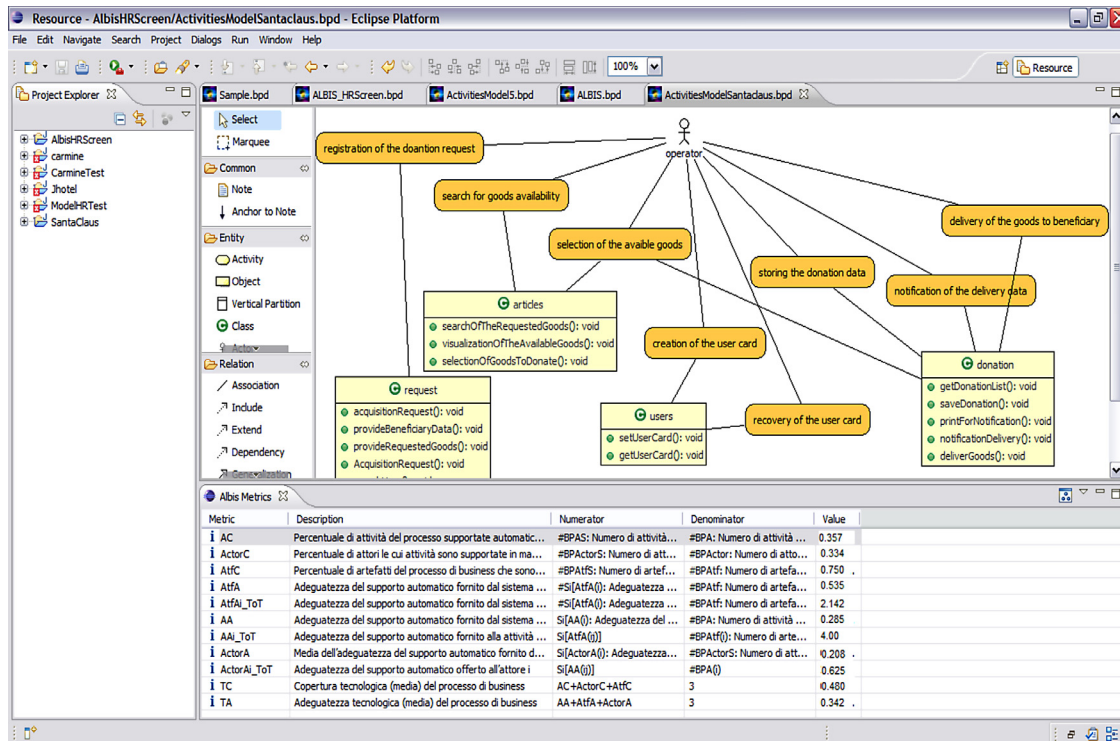 Resource - AlbisHRScreen/ActivitiesModelSantaclaus.bpd - Eclipse Platform
File Edit Navigate Search Project Dialogs Run Window Help
100%
Resource
Project Explorer
AlbisHRScreen
carmine
CarmineTest
Jhotel
ModelHRTest
SantaClaus
Sample.bpd ALBIS_HRScreen.bpd ActivitiesModel5.bpd ALBIS.bpd ActivitiesModelSantaclaus.bpd
Select
Marquee
Common
Note
Anchor to Note
Entity
Activity
Object
Vertical Partition
Class
Relation
Association
Include
Extend
Dependency
Generalization
operator
registration of the doantion request
search for goods availability
selection of the avaible goods
storing the donation data
delivery of the goods to beneficiary
notification of the delivery data
creation of the user card
recovery of the user card
articles
searchOfTheRequestedGoods(): void
visualizationOfTheAvailableGoods(): void
selectionOfGoodsToDonate(): void
request
acquisitionRequest(): void
provideBeneficiaryData(): void
provideRequestedGoods(): void
AcquisitionRequest(): void
users
setUserCard(): void
getUserCard(): void
donation
getDonationList(): void
saveDonation(): void
printForNotification(): void
notificationDelivery(): void
deliverGoods(): void
Albis Metrics
Metric Description Numerator Denominator Value
AC Percentuale di attività del processo supportate automatic... #BPAS: Numero di attività... #BPA: Numero di attività ... 0.357
ActorC Percentuale di attori le cui attività sono supportate in ma... #BPActorS: Numero di att... #BPActor: Numero di atto... 0.334
AtfC Percentuale di artefatti del processo di business che sono... #BPAtfS: Numero di artef... #BPAtf: Numero di artefa... 0.750 .
AtfA Adeguatezza del supporto automatico fornito dal sistema ... #Si[AtfA(i): Adeguatezza ... #BPAtf: Numero di artefa... 0.535
AtfAi_ToT Adeguatezza del supporto automatico fornito dal sistema ... #Si[AtfA(i): Adeguatezza ... #BPAtf: Numero di artefa... 2.142
AA Adeguatezza del supporto automatico fornito dal sistema ... Si[AA(i): Adeguatezza del ... #BPA: Numero di attività ... 0.285
AAi_ToT Adeguatezza del supporto automatico fornito alla attività ... Si[AtfA(ij)] #BPAtf(i): Numero di arte... 4.00
ActorA Media dell'adeguatezza del supporto automatico fornito d... Si[ActorA(i): Adeguatezza... #BPActorS: Numero di att... 0.208 .
ActorAi_ToT Adeguatezza del supporto automatico offerto all'attore i Si[AA(ij)] #BPA(i) 0.625
TC Copertura tecnologica (media) del processo di business AC+ActorC+AtfC 3 0.480
TA Adeguatezza tecnologica (media) del processo di business AA+AtfA+ActorA 3 0.342 .